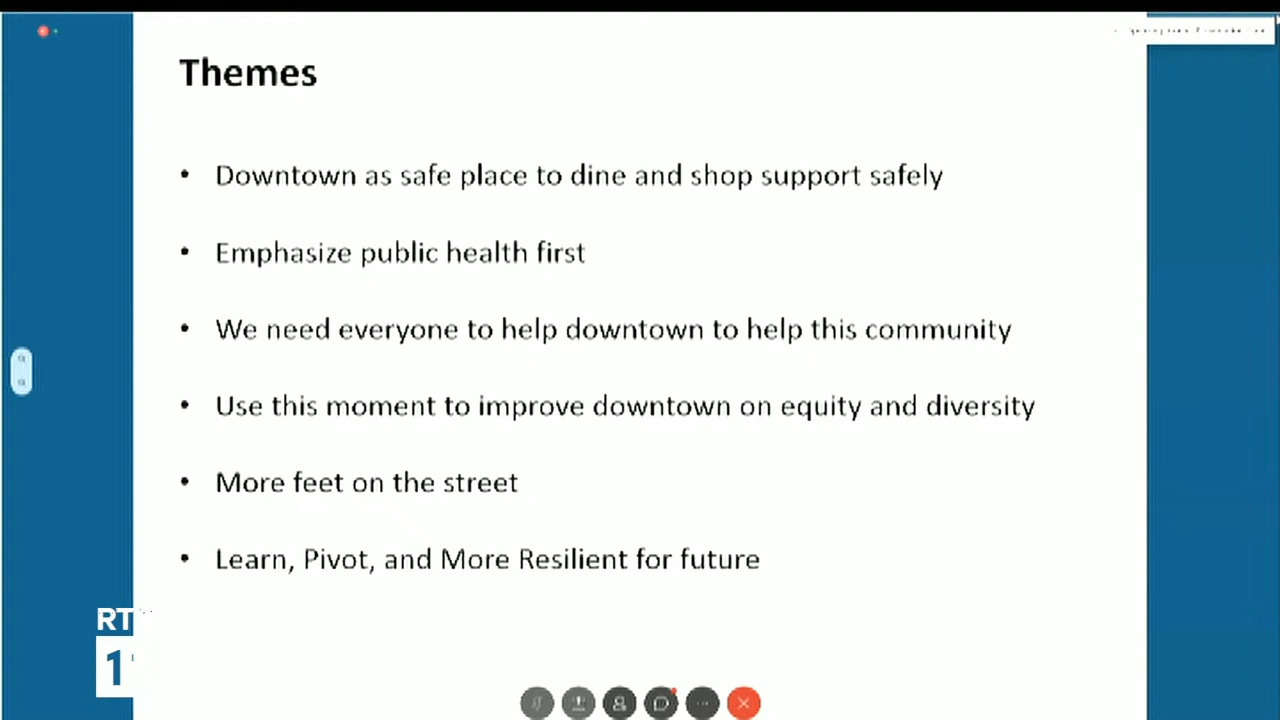 Themes
• Downtown as safe place to dine and shop support safely
• Emphasize public health first
• We need everyone to help downtown to help this community
• Use this moment to improve downtown on equity and diversity
• More feet on the street
• Learn, Pivot, and More Resilient for future
RT
1